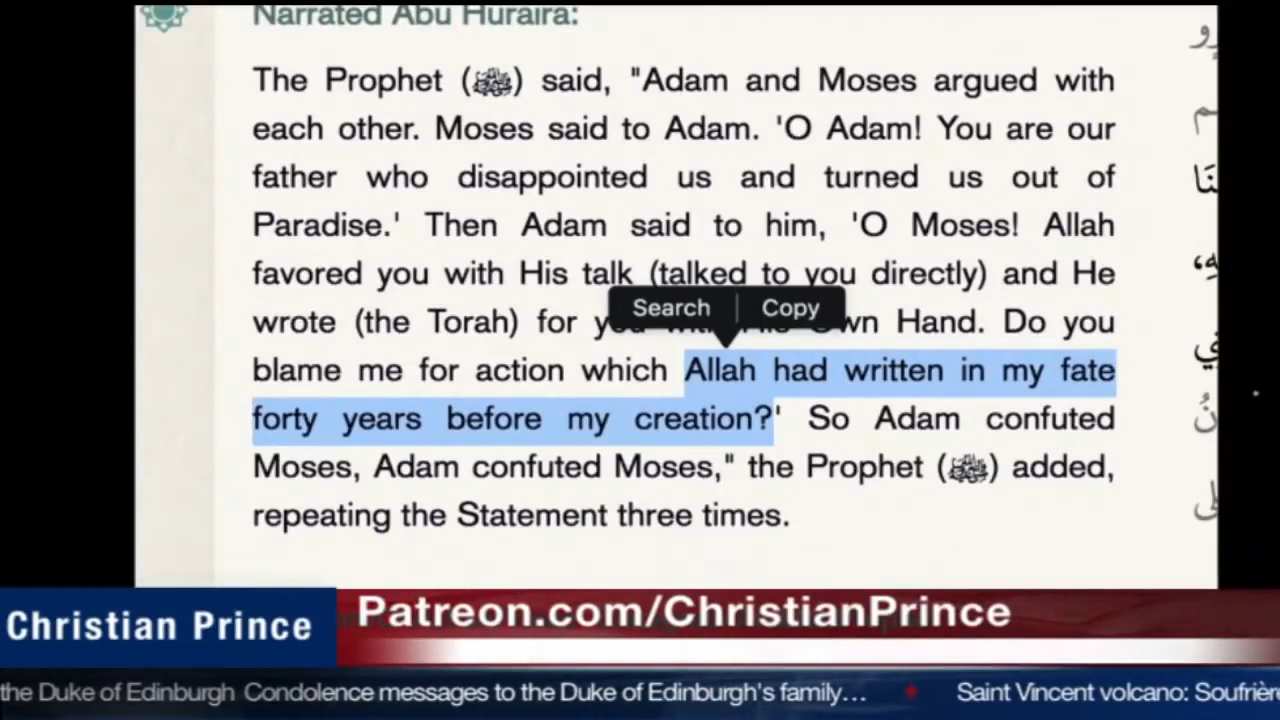 Narrated Abu Huraira:
The Prophet (ﷺ) said, "Adam and Moses argued with
each other. Moses said to Adam. 'O Adam! You are our
father who disappointed us and turned us out of
Paradise.' Then Adam said to him, 'O Moses! Allah
favored you with His talk (talked to you directly) and He
Search Copy
wrote (the Torah) for you with His Own Hand. Do you
blame me for action which Allah had written in my fate
forty years before my creation?' So Adam confuted
Moses, Adam confuted Moses," the Prophet (ﷺ) added,
repeating the Statement three times.
Christian Prince
Patreon.com/ChristianPrince
the Duke of Edinburgh Condolence messages to the Duke of Edinburgh's family... Saint Vincent volcano: Soufrière